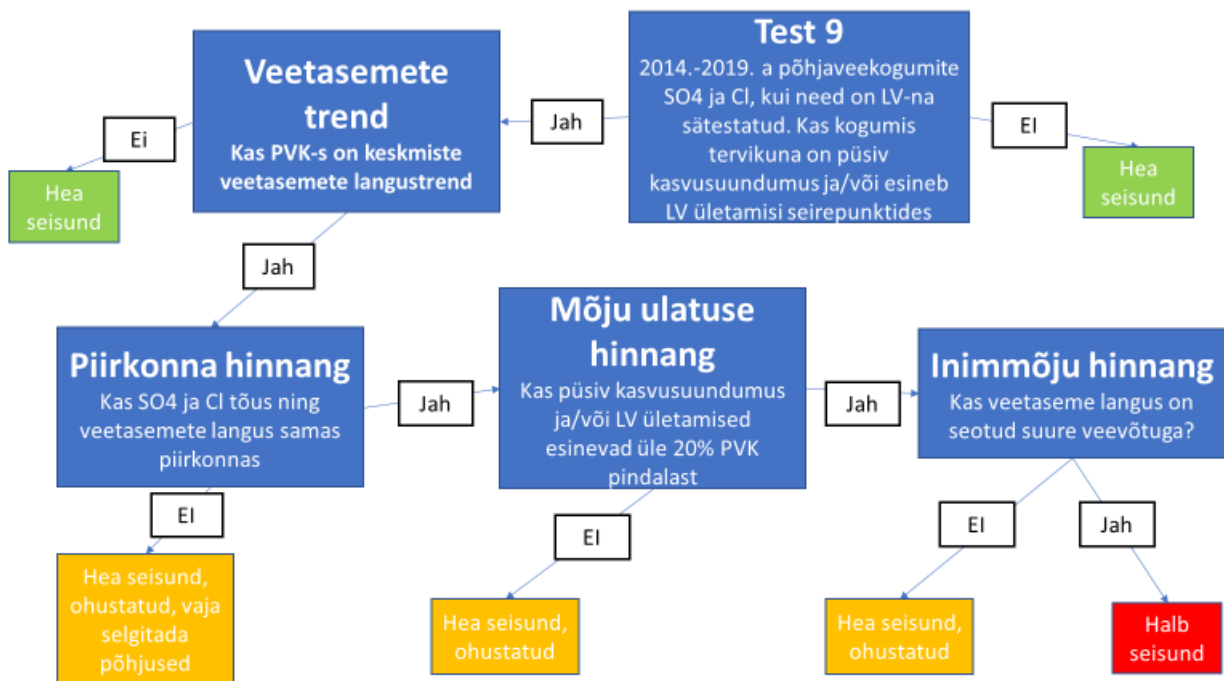 Test 9
2014.-2019. a põhjaveekogumite
SO4 ja Cl, kui need on LV-na
sätestatud. Kas kogumis
tervikuna on püsiv
kasvusuundumus ja/või esineb
LV ületamisi seirepunktides
EI
Hea
seisund
Jah
Veetasemete
trend
Kas PVK-s on keskmiste
veetasemete langustrend
Ei
Hea
seisund
Jah
Piirkonna hinnang
Kas SO4 ja Cl tõus ning
veetasemete langus samas
piirkonnas
EI
Hea seisund,
ohustatud, vaja
selgitada
põhjused
Jah
Mõju ulatuse
hinnang
Kas püsiv kasvusuundumus
ja/või LV ületamised
esinevad üle 20% PVK
pindalast
EI
Hea seisund,
ohustatud
Jah
Inimmõju hinnang
Kas veetaseme langus on
seotud suure veevõtuga?
EI
Hea seisund,
ohustatud
Jah
Halb
seisund